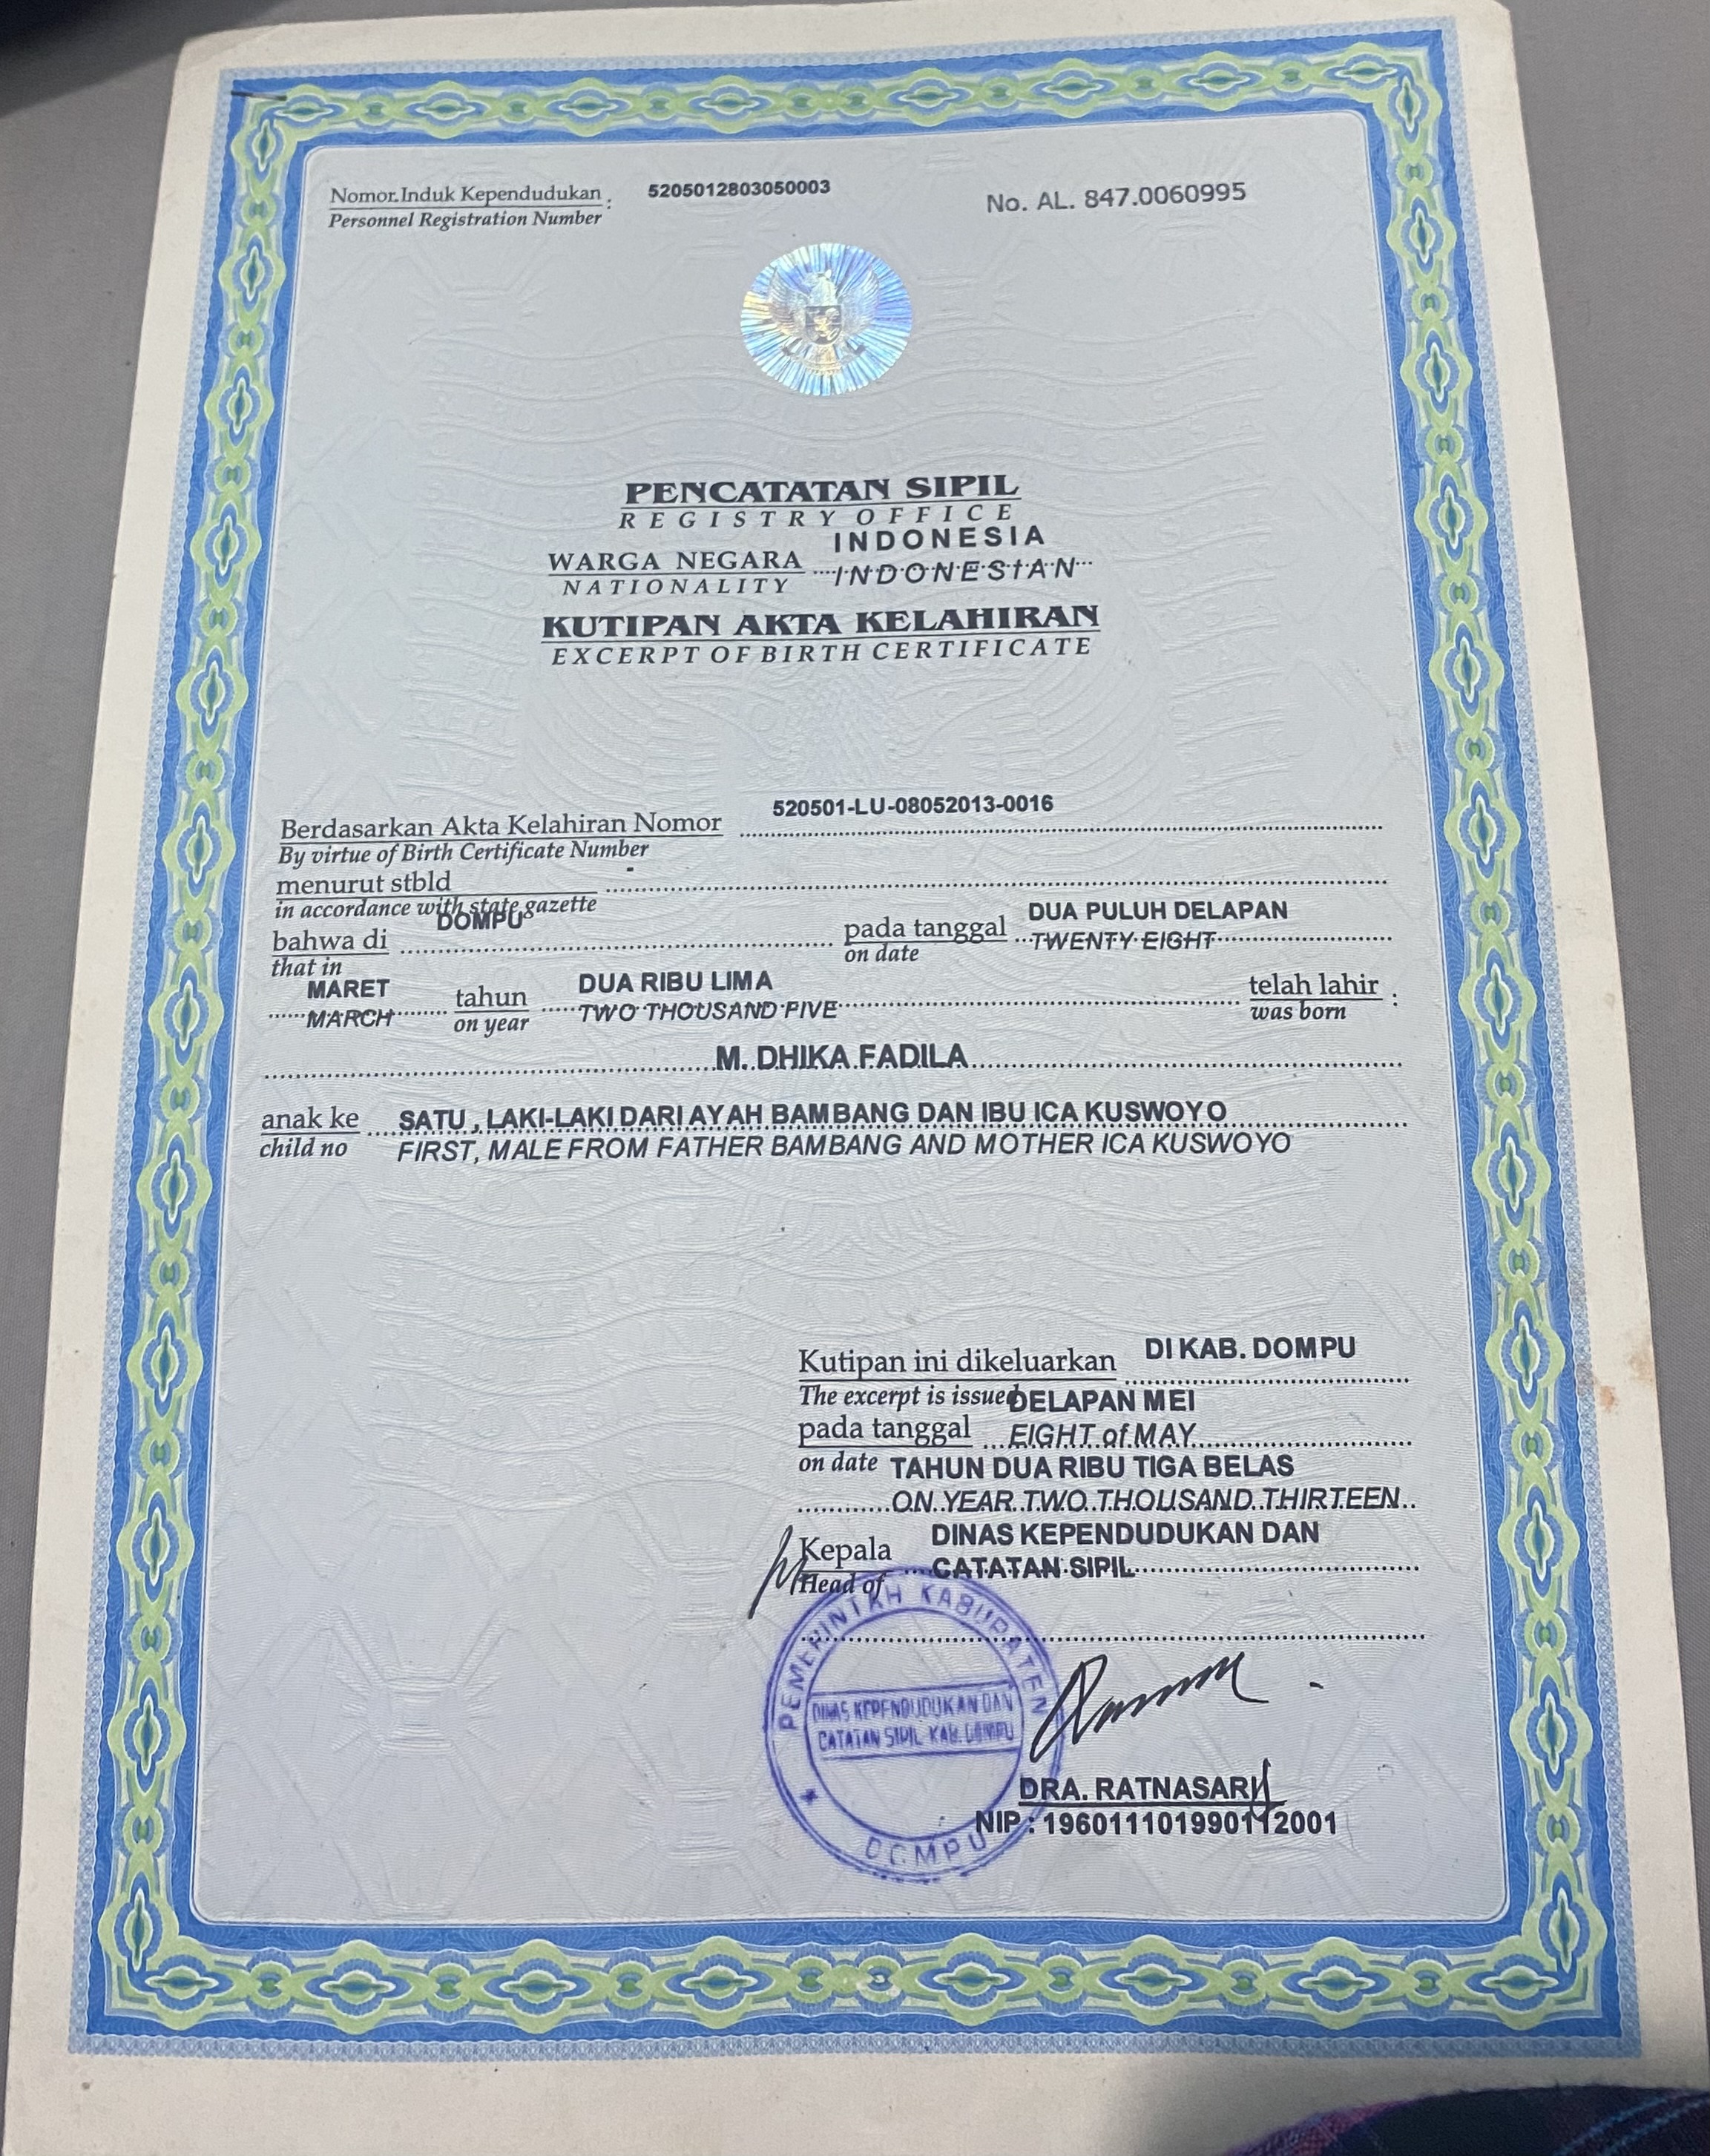 Nomor Induk Kependudukan : 5205012803050003 No. AL. 847.0060995
Personnel Registration Number
PENCATATAN SIPIL
REGISTRY OFFICE
INDONESIA
WARGA NEGARA
INDONESIAN
NATIONALITY
KUTIPAN AKTA KELAHIRAN
EXCERPT OF BIRTH CERTIFICATE
520501-LU-08052013-0016
Berdasarkan Akta Kelahiran Nomor
By virtue of Birth Certificate Number
-
menurut stbld
in accordance with state gazette
DOMPU DUA PULUH DELAPAN
bahwa di pada tanggal TWENTY EIGHT
that in on date
MARET DUA RIBU LIMA
tahun telah lahir :
MARCH on year TWO THOUSAND FIVE was born
M. DHIKA FADILA
anak ke SATU , LAKI-LAKI DARI AYAH BAMBANG DAN IBU ICA KUSWOYO
child no FIRST, MALE FROM FATHER BAMBANG AND MOTHER ICA KUSWOYO
Kutipan ini dikeluarkan DI KAB. DOMPU
The excerpt is issued DELAPAN MEI
pada tanggal EIGHT of MAY
on date TAHUN DUA RIBU TIGA BELAS
ON YEAR TWO THOUSAND THIRTEEN
Kepala DINAS KEPENDUDUKAN DAN
Head of CATATAN SIPIL
PEMERINTAH KABUPATEN
DINAS KEPENDUDUKAN DAN
CATATAN SIPIL KAB. DOMPU
DOMPU
DRA. RATNASARI
NIP : 196011101990112001